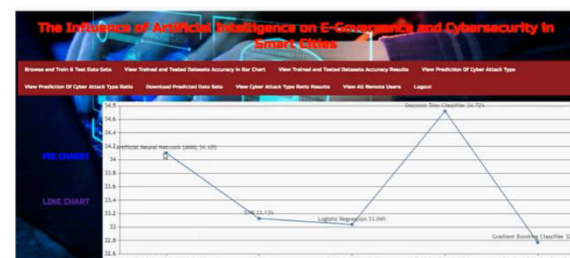 The Influence of Artificial Intelligence on E-Governance and Cybersecurity in
Smart Cities
Browse and Train & Test Data Sets View Trained and Tested Datasets Accuracy in Bar Chart View Trained and Tested Datasets Accuracy Results View Prediction Of Cyber Attack Type
View Prediction Of Cyber Attack Type Ratio Download Predicted Data Sets View Cyber Attack Type Ratio Results View All Remote Users Logout
34.8
34.6
34.4
34.2
34
33.8
33.6
33.4
33.2
33
32.8
32.6
PIE CHART
LINE CHART
Decision Tree Classifier 34.72%
Artificial Neural Network (ANN) 34.10%
SVM 33.13%
Logistic Regression 33.04%
Gradient Boosting Classifier